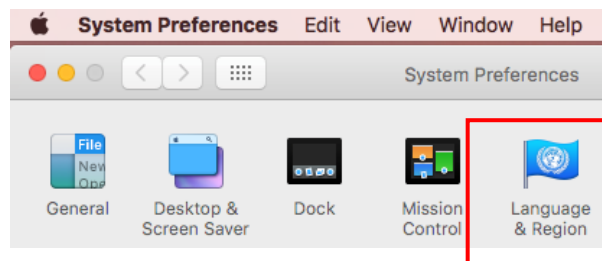 System Preferences Edit View Window Help
System Preferences
File
New
Ope
General
Desktop &
Screen Saver
Dock
Mission
Control
Language
& Region